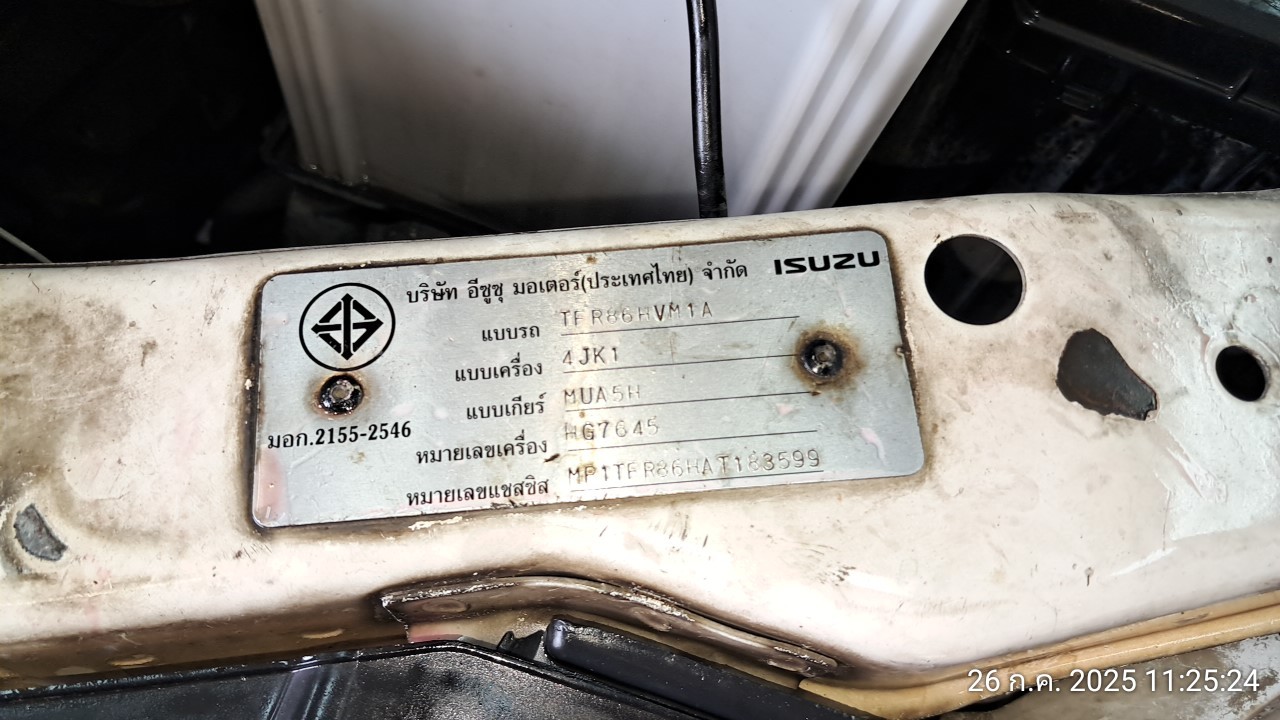 บริษัท อีซูซุ มอเตอร์(ประเทศไทย) จำกัด ISUZU
แบบรถ TFR86HVM1A
แบบเครื่อง 4JK1
แบบเกียร์ MUA5H
มอก.2155-2546
หมายเลขเครื่อง HG7645
หมายเลขแชสซิส MP1TFR86HAT183599
26 ก.ค. 2025 11:25:24